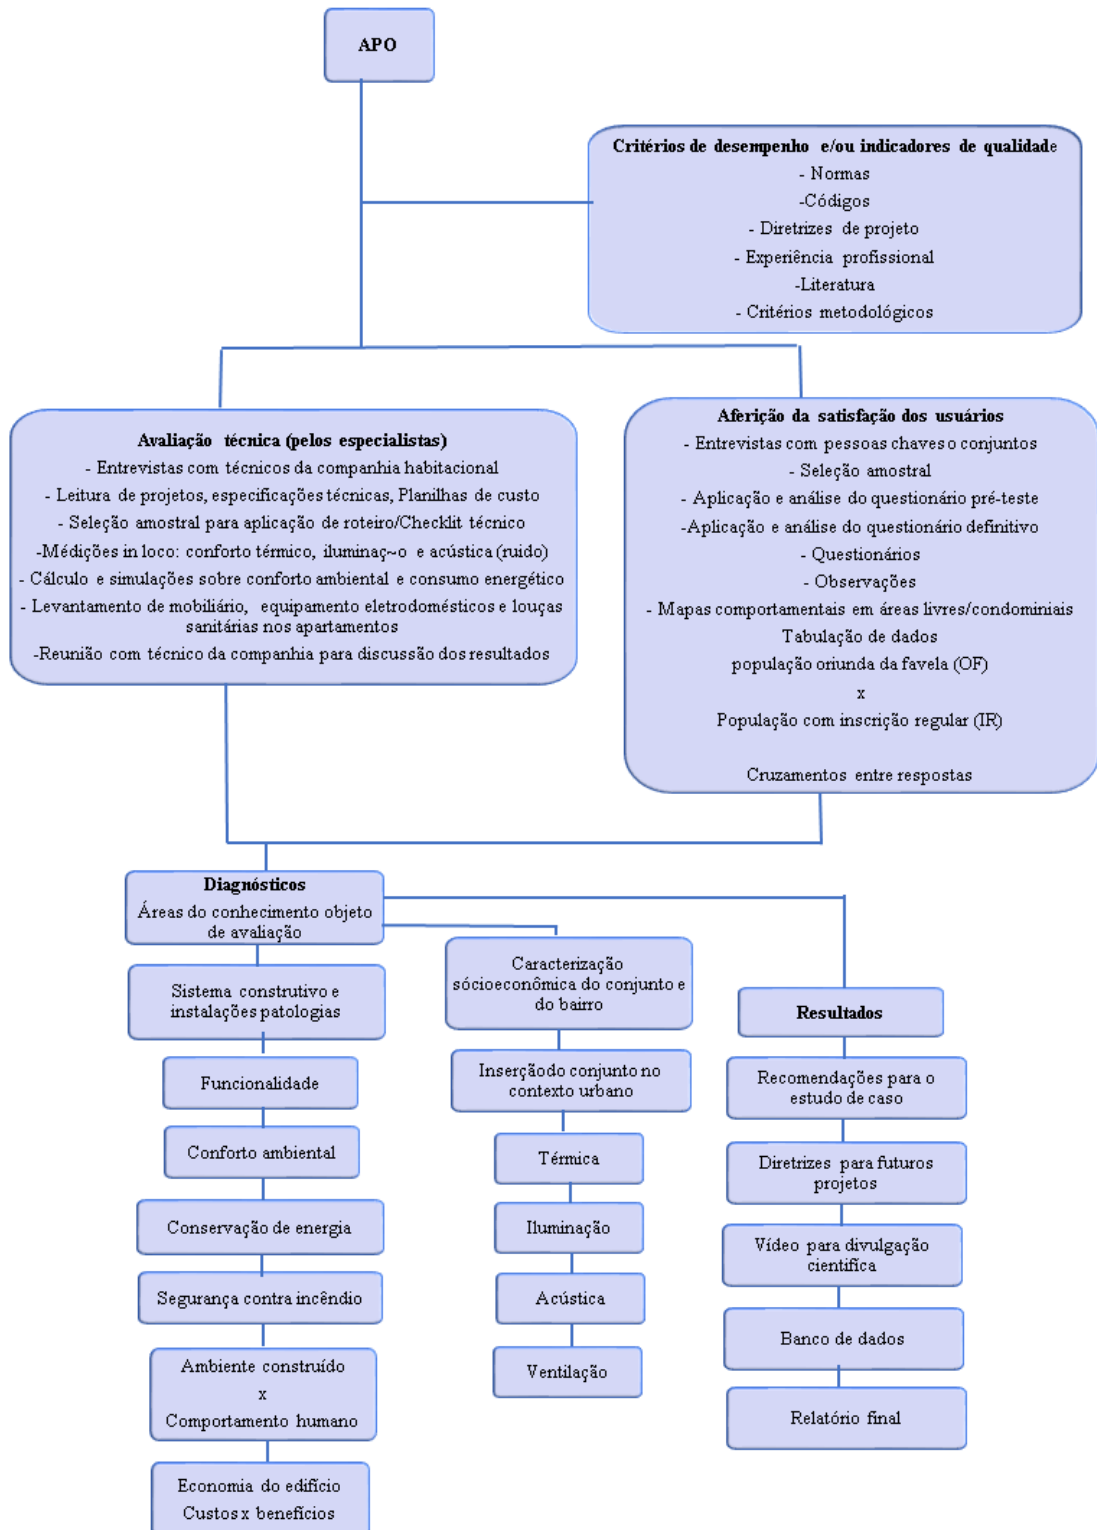 APO
Critérios de desempenho e/ou indicadores de qualidade
- Normas
-Códigos
- Diretrizes de projeto
- Experiência profissional
-Literatura
- Critérios metodológicos
Avaliação técnica (pelos especialistas)
- Entrevistas com técnicos da companhia habitacional
- Leitura de projetos, especificações técnicas, Planilhas de custo
- Seleção amostral para aplicação de roteiro/Checklit técnico
-Médições in loco: conforto térmico, iluminaç~o e acústica (ruido)
- Cálculo e simulações sobre conforto ambiental e consumo energético
- Levantamento de mobiliário, equipamento eletrodomésticos e louças
sanitárias nos apartamentos
-Reunião com técnico da companhia para discussão dos resultados
Aferição da satisfação dos usuários
- Entrevistas com pessoas chaves o conjuntos
- Seleção amostral
- Aplicação e análise do questionário pré-teste
-Aplicação e análise do questionário definitivo
- Questionários
- Observações
- Mapas comportamentais em áreas livres/condominiais
Tabulação de dados
população oriunda da favela (OF)
x
População com inscrição regular (IR)
Cruzamentos entre respostas
Diagnósticos
Áreas do conhecimento objeto
de avaliação
Sistema construtivo e
instalações patologias
Funcionalidade
Conforto ambiental
Conservação de energia
Segurança contra incêndio
Ambiente construído
x
Comportamento humano
Economia do edifício
Custos x benefícios
Caracterização
sócioeconômica do conjunto e
do bairro
Inserçãodo conjunto no
contexto urbano
Térmica
Iluminação
Acústica
Ventilação
Resultados
Recomendações para o
estudo de caso
Diretrizes para futuros
projetos
Vídeo para divulgação
científica
Banco de dados
Relatório final